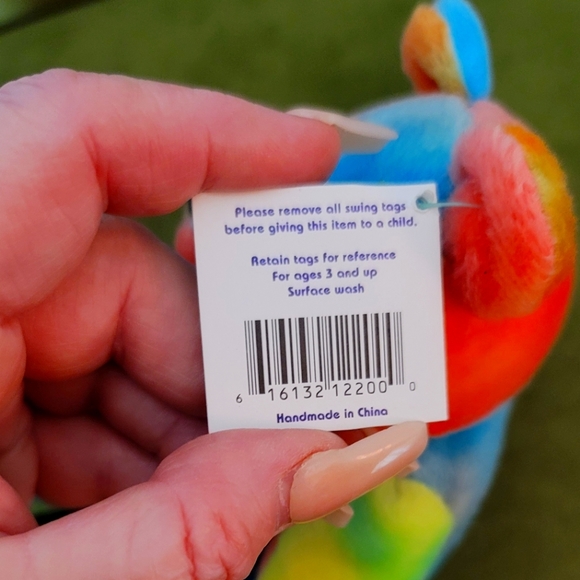 Please remove all swing tags
before giving this item to a child.
Retain tags for reference
For ages 3 and up
Surface wash
6 16132 12200 0
Handmade in China